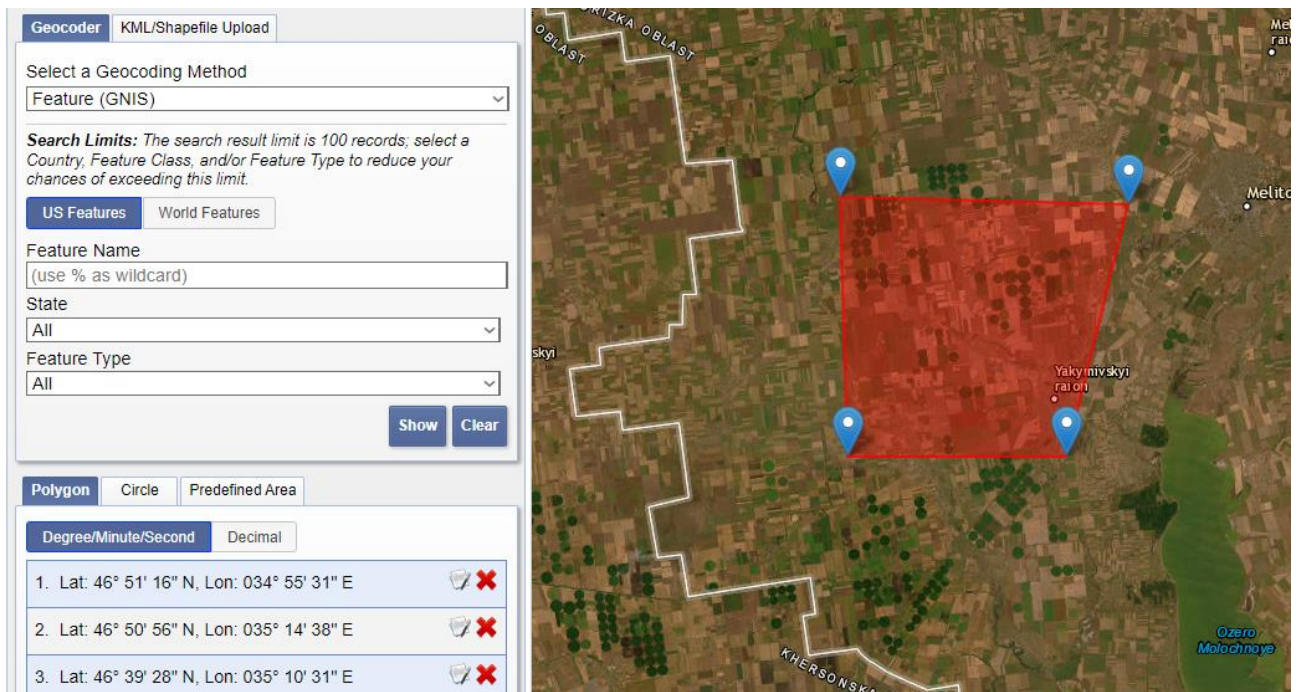 Geocoder KML/Shapefile Upload
Select a Geocoding Method
Feature (GNIS)
Search Limits: The search result limit is 100 records; select a
Country, Feature Class, and/or Feature Type to reduce your
chances of exceeding this limit.
US Features World Features
Feature Name
(use % as wildcard)
State
All
Feature Type
All
Show Clear
Polygon Circle Predefined Area
Degree/Minute/Second Decimal
1. Lat: 46° 51' 16" N, Lon: 034° 55' 31" E
2. Lat: 46° 50' 56" N, Lon: 035° 14' 38" E
3. Lat: 46° 39' 28" N, Lon: 035° 10' 31" E
RIZKA OBLAST
OBLAST
Mel
rai
Melito
skyi
Yakymivskyi
raion
Ozero
Molochnoye
KHERSONSKA